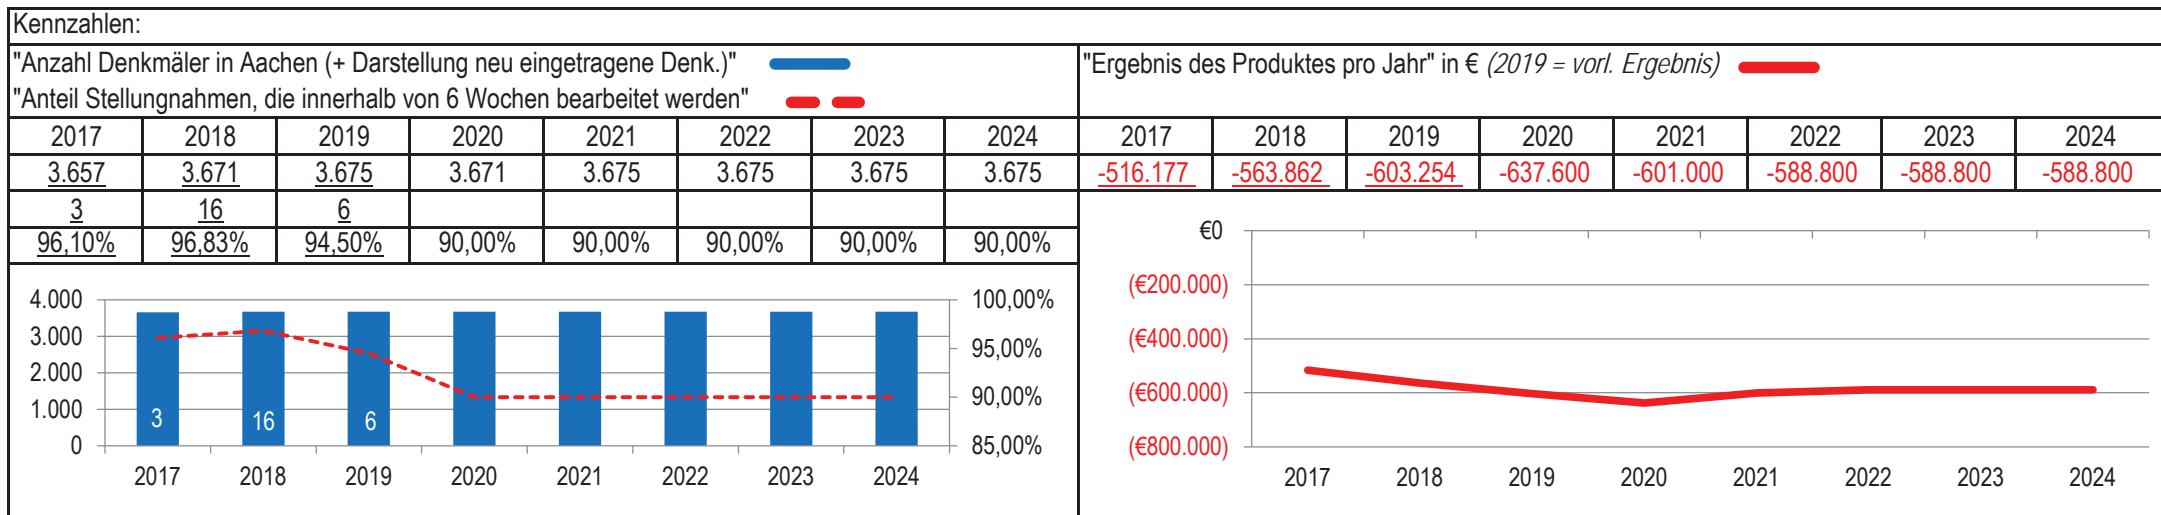 Kennzahlen:
"Anzahl Denkmäler in Aachen (+ Darstellung neu eingetragene Denk.)"
"Anteil Stellungnahmen, die innerhalb von 6 Wochen bearbeitet werden"
2017 2018 2019 2020 2021 2022 2023 2024
3.657 3.671 3.675 3.671 3.675 3.675 3.675 3.675
3 16 6
96,10% 96,83% 94,50% 90,00% 90,00% 90,00% 90,00% 90,00%
4.000 100,00%
3.000 95,00%
2.000 90,00%
1.000
0 85,00%
3 16 6
2017 2018 2019 2020 2021 2022 2023 2024
"Ergebnis des Produktes pro Jahr" in € (2019 = vorl. Ergebnis)
2017 2018 2019 2020 2021 2022 2023 2024
-516.177 -563.862 -603.254 -637.600 -601.000 -588.800 -588.800 -588.800
€0
(€200.000)
(€400.000)
(€600.000)
(€800.000)
2017 2018 2019 2020 2021 2022 2023 2024